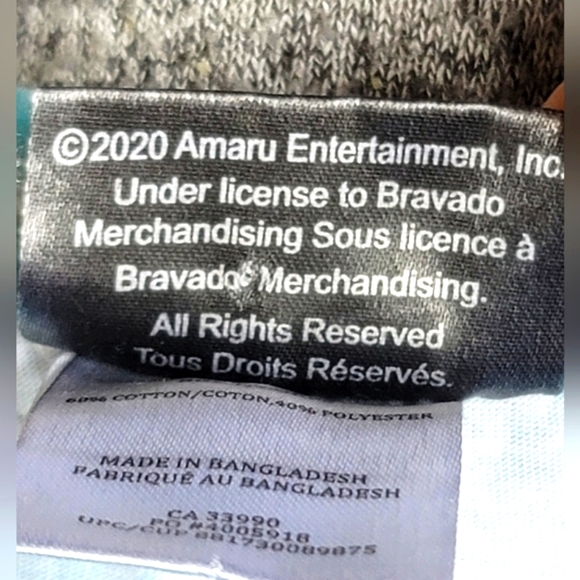 ©2020 Amaru Entertainment, Inc.
Under license to Bravado
Merchandising Sous licence à
Bravado Merchandising.
All Rights Reserved
Tous Droits Réservés.
60% COTTON/COTON, 40% POLYESTER
MADE IN BANGLADESH
FABRIQUÉ AU BANGLADESH
CA 33990
PO #4005918
UPC/CUP 881730089875